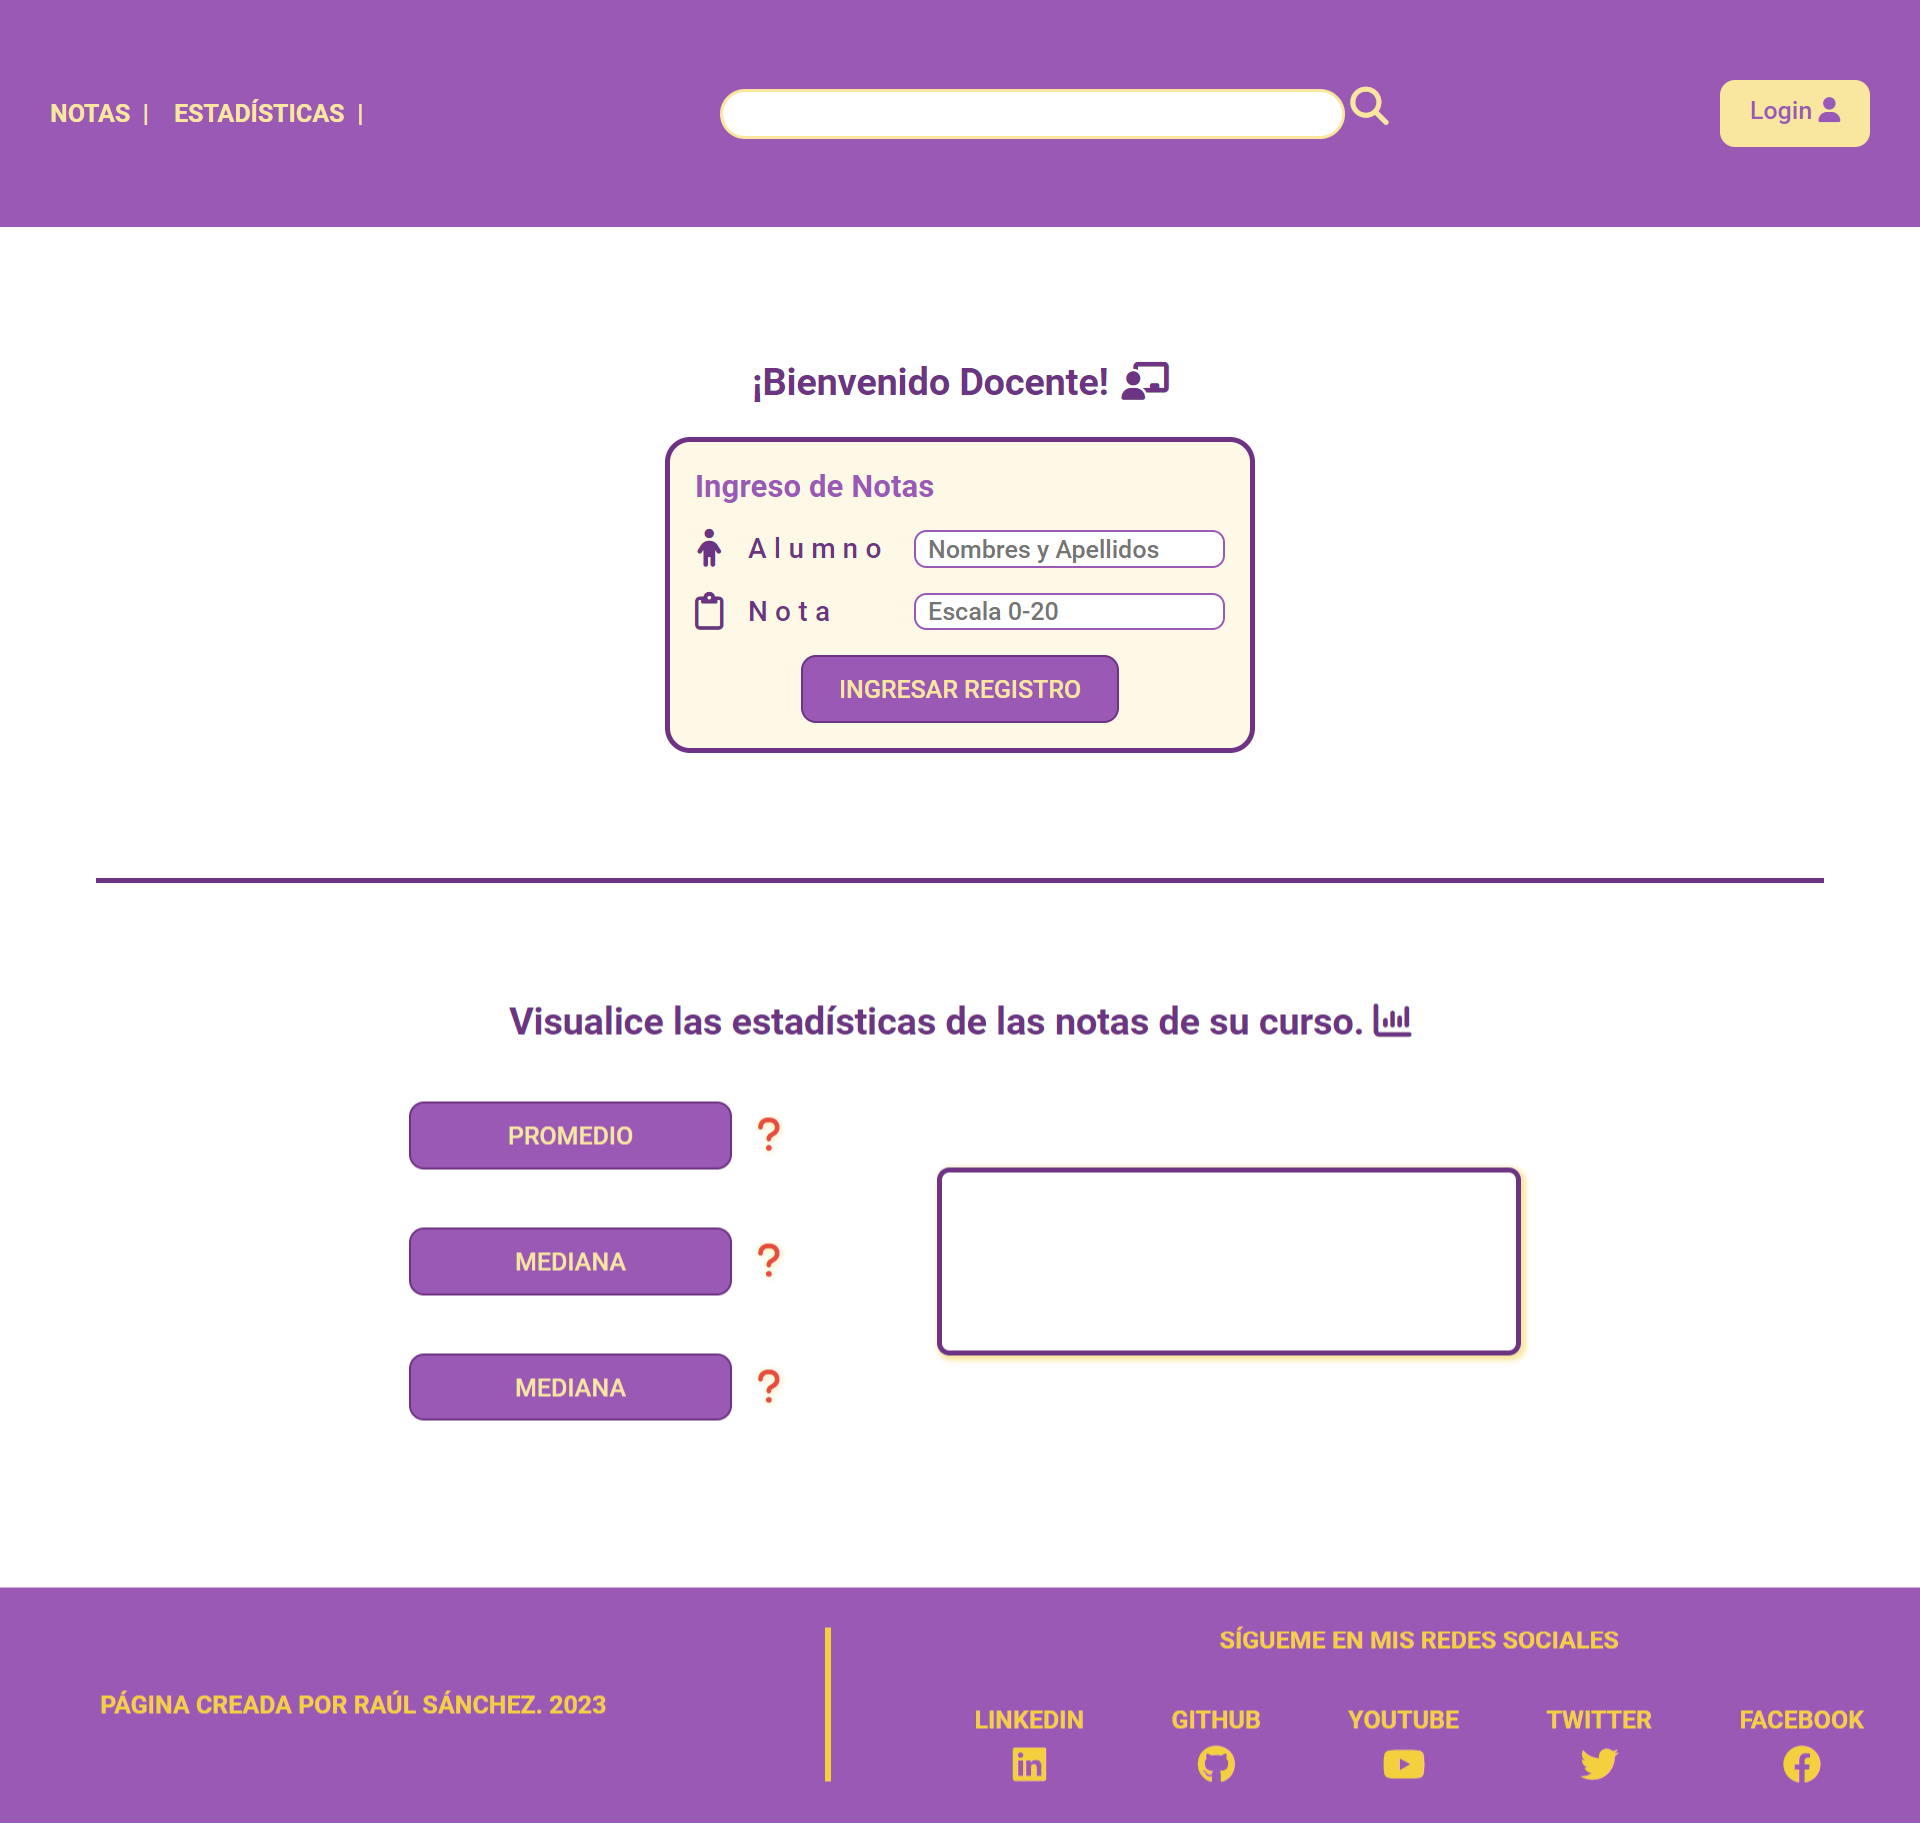 NOTAS | ESTADÍSTICAS |
Login
¡Bienvenido Docente!
Ingreso de Notas
Alumno Nombres y Apellidos
Nota Escala 0-20
INGRESAR REGISTRO
Visualice las estadísticas de las notas de su curso.
PROMEDIO ?
MEDIANA ?
MEDIANA ?
PÁGINA CREADA POR RAÚL SÁNCHEZ. 2023
SÍGUEME EN MIS REDES SOCIALES
LINKEDIN GITHUB YOUTUBE TWITTER FACEBOOK